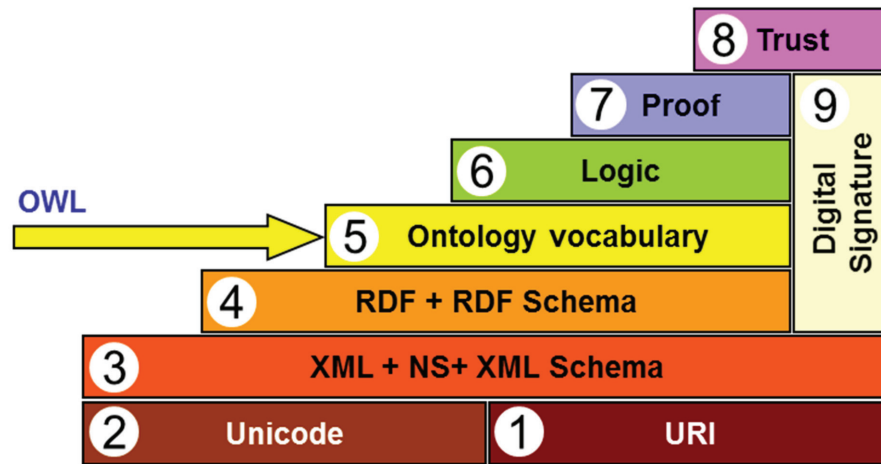 8 Trust
7 Proof
9 Digital Signature
6 Logic
OWL
5 Ontology vocabulary
4 RDF + RDF Schema
3 XML + NS+ XML Schema
2 Unicode
1 URI